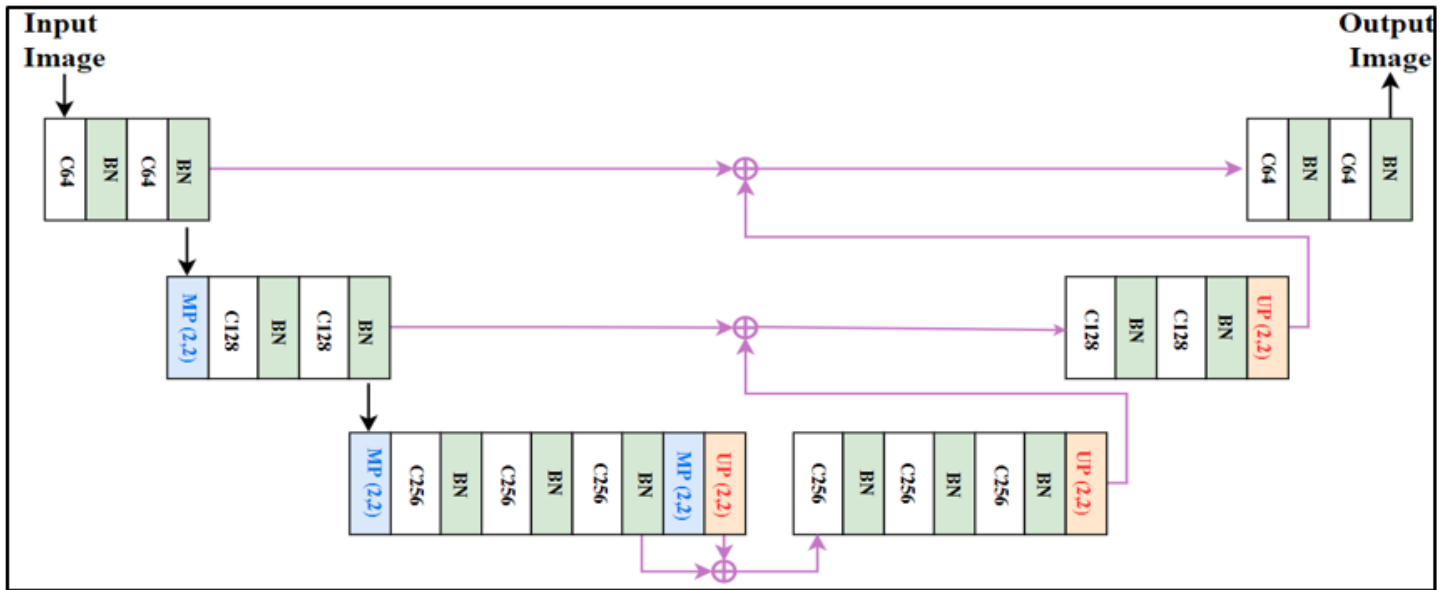 Input
Image
Output
Image
C64
BN
C64
BN
C64
BN
C64
BN
MP (2,2)
C128
BN
C128
BN
C128
BN
C128
BN
UP (2,2)
MP (2,2)
C256
BN
C256
BN
C256
BN
MP (2,2)
UP (2,2)
C256
BN
C256
BN
C256
BN
UP (2,2)